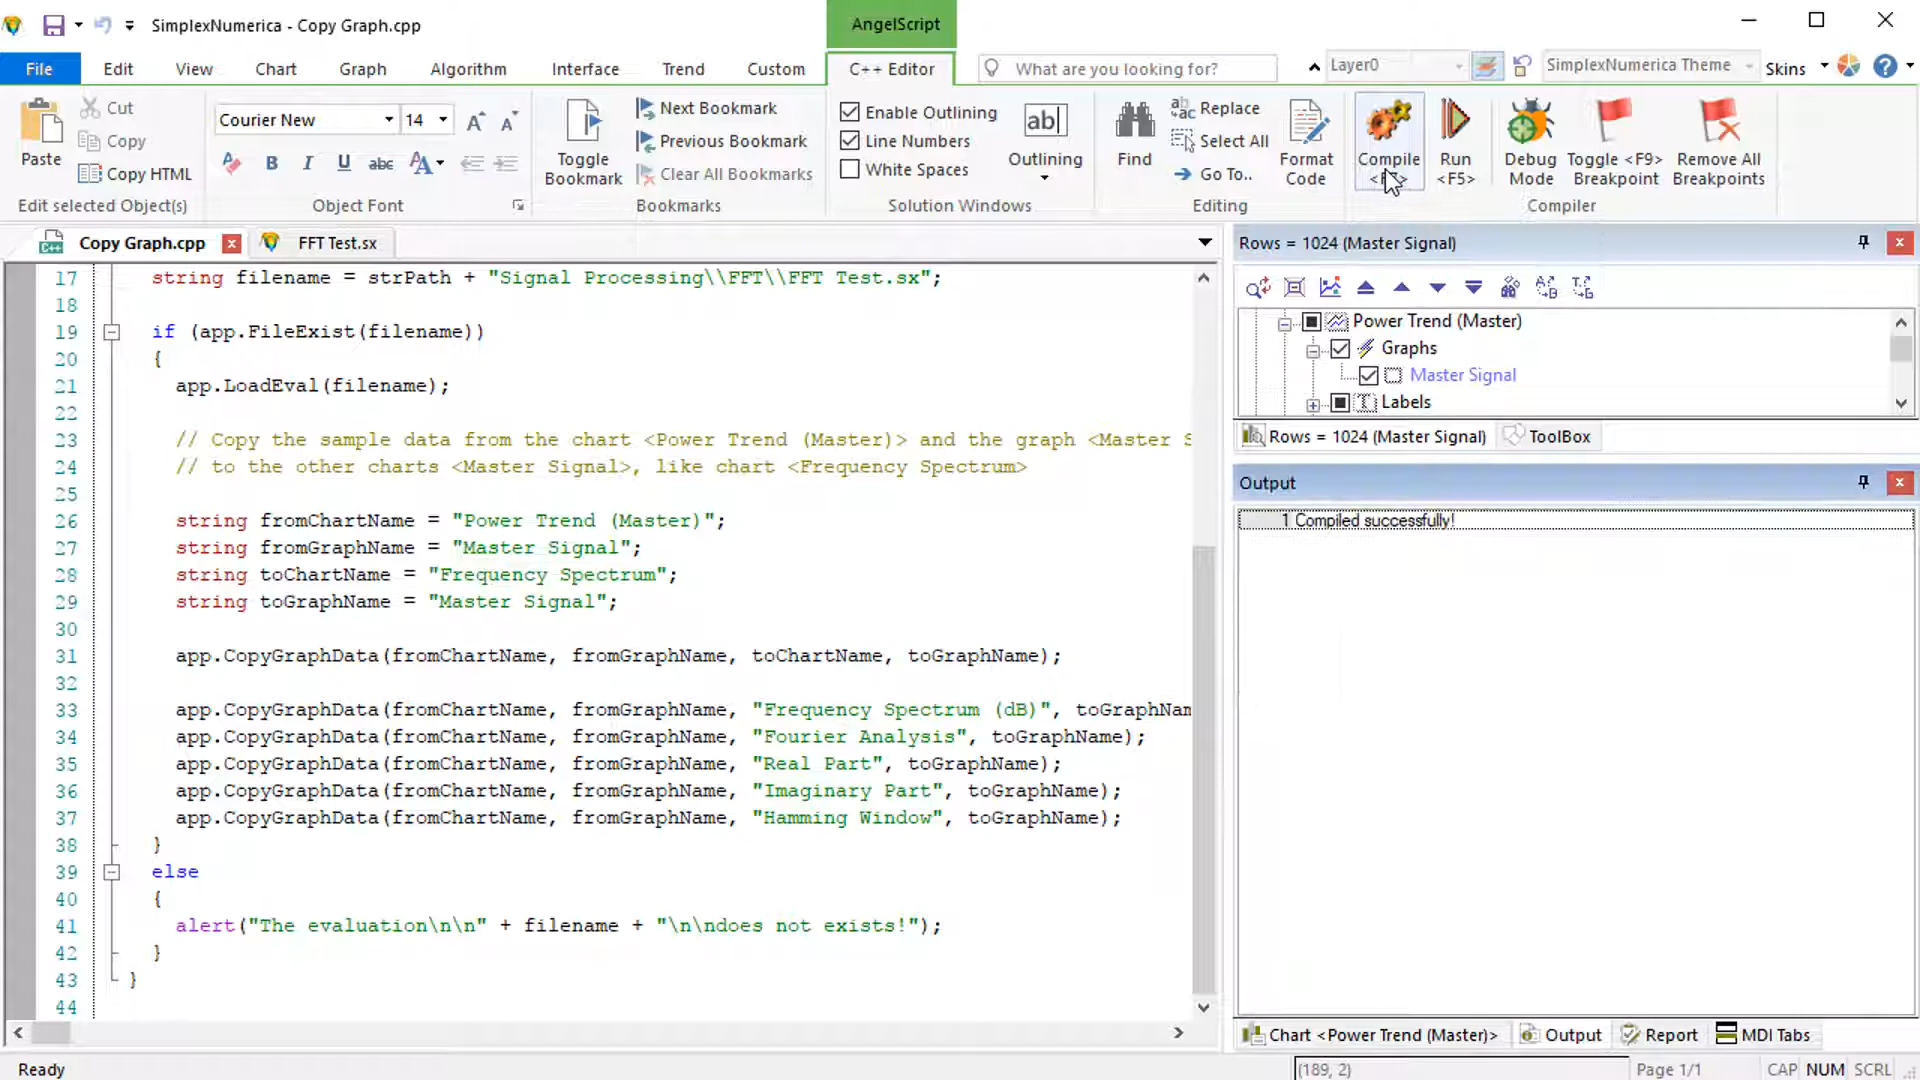 SimplexNumerica - Copy Graph.cpp
AngelScript
File
Edit
View
Chart
Graph
Algorithm
Interface
Trend
Custom
C++ Editor
What are you looking for?
Layer0
SimplexNumerica Theme
Skins
Paste
Cut
Copy
Copy HTML
Edit selected Object(s)
Courier New
14
B I U abc A
Object Font
Toggle Bookmark
Next Bookmark
Previous Bookmark
Clear All Bookmarks
Bookmarks
Enable Outlining
Line Numbers
White Spaces
ab|
Outlining
Solution Windows
Find
Replace
Select All
Go To..
Format Code
Editing
Compile
Run <F5>
Debug Mode
Toggle <F9> Breakpoint
Remove All Breakpoints
Compiler
Copy Graph.cpp
FFT Test.sx
17 string filename = strPath + "Signal Processing\\FFT\\FFT Test.sx";
18
19 if (app.FileExist(filename))
20 {
21 app.LoadEval(filename);
22
23 // Copy the sample data from the chart <Power Trend (Master)> and the graph <Master S
24 // to the other charts <Master Signal>, like chart <Frequency Spectrum>
25
26 string fromChartName = "Power Trend (Master)";
27 string fromGraphName = "Master Signal";
28 string toChartName = "Frequency Spectrum";
29 string toGraphName = "Master Signal";
30
31 app.CopyGraphData(fromChartName, fromGraphName, toChartName, toGraphName);
32
33 app.CopyGraphData(fromChartName, fromGraphName, "Frequency Spectrum (dB)", toGraphNam
34 app.CopyGraphData(fromChartName, fromGraphName, "Fourier Analysis", toGraphName);
35 app.CopyGraphData(fromChartName, fromGraphName, "Real Part", toGraphName);
36 app.CopyGraphData(fromChartName, fromGraphName, "Imaginary Part", toGraphName);
37 app.CopyGraphData(fromChartName, fromGraphName, "Hamming Window", toGraphName);
38 }
39 else
40 {
41 alert("The evaluation\n\n" + filename + "\n\ndoes not exists!");
42 }
43 }
44
Rows = 1024 (Master Signal)
Power Trend (Master)
Graphs
Master Signal
Labels
Rows = 1024 (Master Signal)
ToolBox
Output
1 Compiled successfully!
Chart <Power Trend (Master)>
Output
Report
MDI Tabs
Ready
(189, 2)
Page 1/1
CAP NUM SCRL